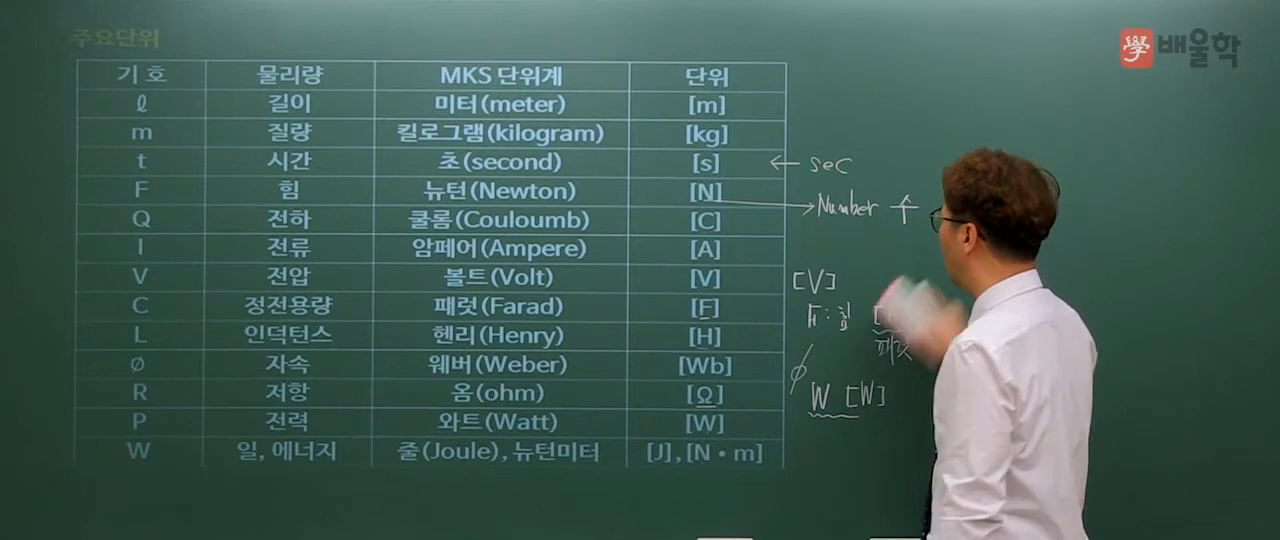 주요단위
學 배울학
기 호 물리량 MKS 단위계 단위
ℓ 길이 미터(meter) [m]
m 질량 킬로그램(kilogram) [kg]
t 시간 초(second) [s]
← sec
F 힘 뉴턴(Newton) [N]
→ Number 수
Q 전하 쿨롬(Couloumb) [C]
I 전류 암페어(Ampere) [A]
V 전압 볼트(Volt) [V]
[V]
C 정전용량 패럿(Farad) [F]
F : 힘
L 인덕턴스 헨리(Henry) [H]
패럿
ø 자속 웨버(Weber) [Wb]
ø
R 저항 옴(ohm) [Ω]
W [W]
P 전력 와트(Watt) [W]
W 일, 에너지 줄(Joule), 뉴턴미터 [J], [N • m]